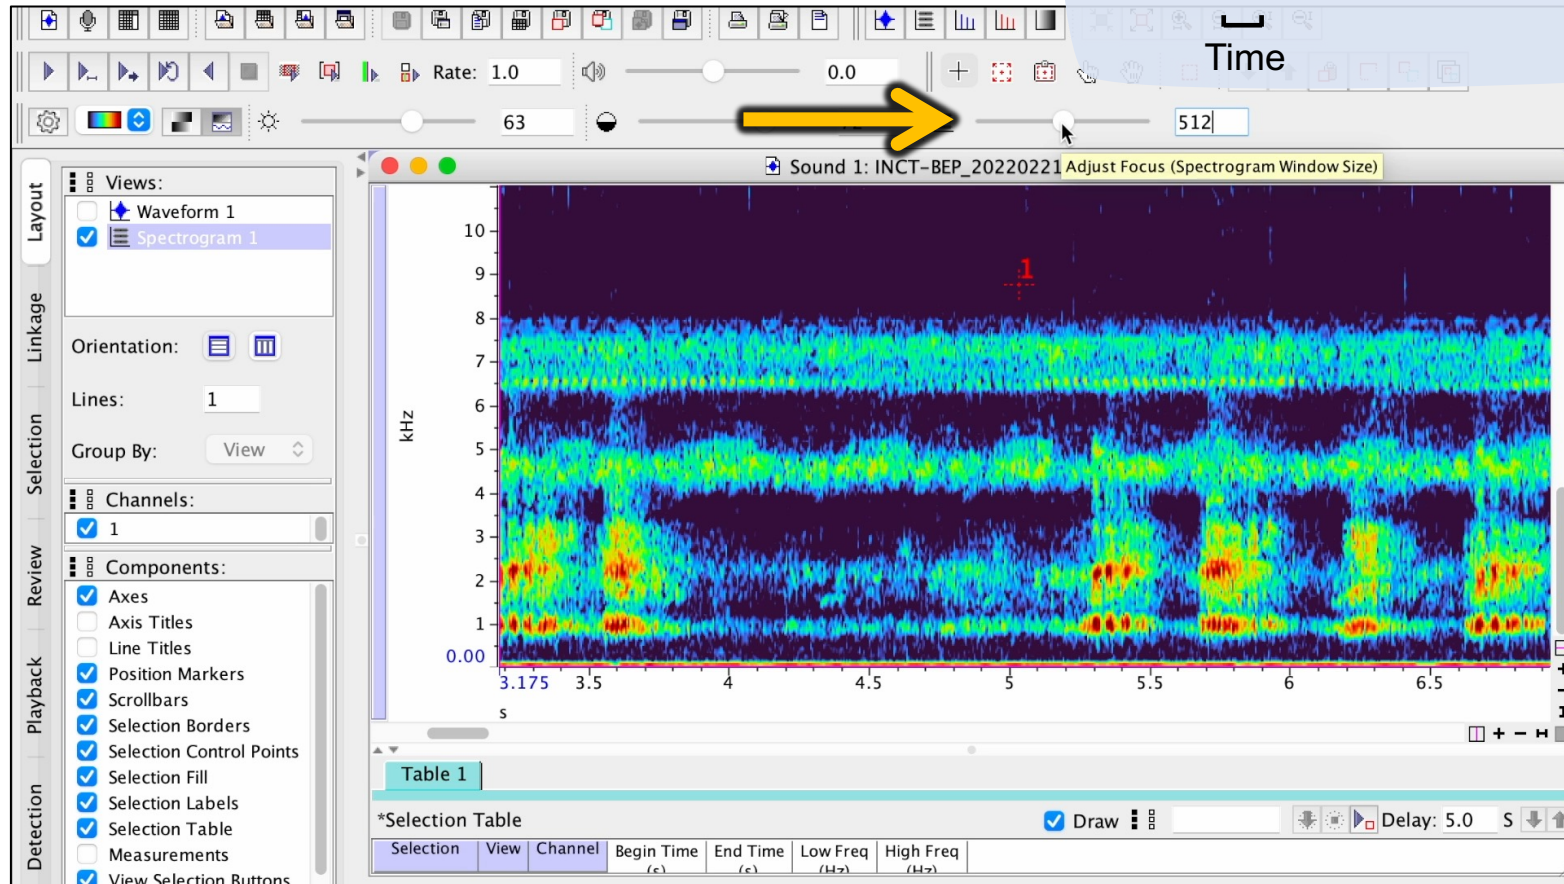 Time
Rate: 1.0
0.0
63
512
Adjust Focus (Spectrogram Window Size)
Sound 1: INCT-BEP_20220221
Layout
Linkage
Selection
Review
Playback
Detection
Views:
Waveform 1
Spectrogram 1
Orientation:
Lines: 1
Group By: View
Channels:
1
Components:
Axes
Axis Titles
Line Titles
Position Markers
Scrollbars
Selection Borders
Selection Control Points
Selection Fill
Selection Labels
Selection Table
Measurements
View Selection Buttons
kHz
10
9
8
7
6
5
4
3
2
1
0.00
1
3.175 3.5 4 4.5 5 5.5 6 6.5
s
Table 1
*Selection Table
Draw
Delay: 5.0 S
Selection View Channel Begin Time End Time Low Freq High Freq
(s) (s) (Hz) (Hz)